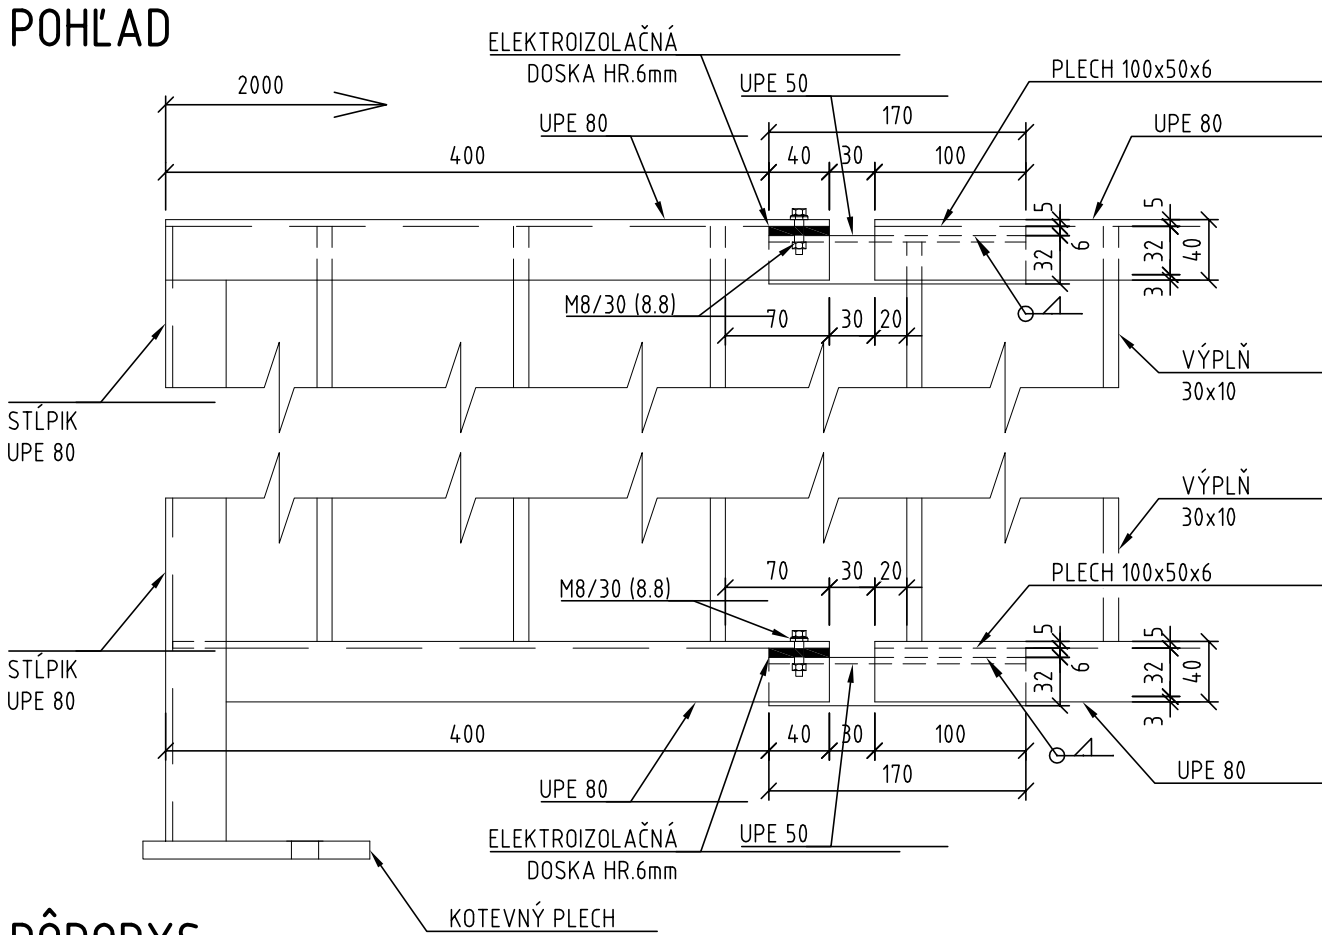 POHĽAD
ELEKTROIZOLAČNÁ
DOSKA HR.6mm
UPE 50
PLECH 100x50x6
2000
UPE 80
170
UPE 80
400
40
30
100
5
6
32
5
32
3
40
M8/30 (8.8)
70
30
20
VÝPLŇ
30x10
STĹPIK
UPE 80
VÝPLŇ
30x10
M8/30 (8.8)
70
30
20
PLECH 100x50x6
5
6
32
5
32
3
40
STĹPIK
UPE 80
400
40
30
100
170
UPE 80
UPE 80
ELEKTROIZOLAČNÁ
DOSKA HR.6mm
UPE 50
KOTEVNÝ PLECH